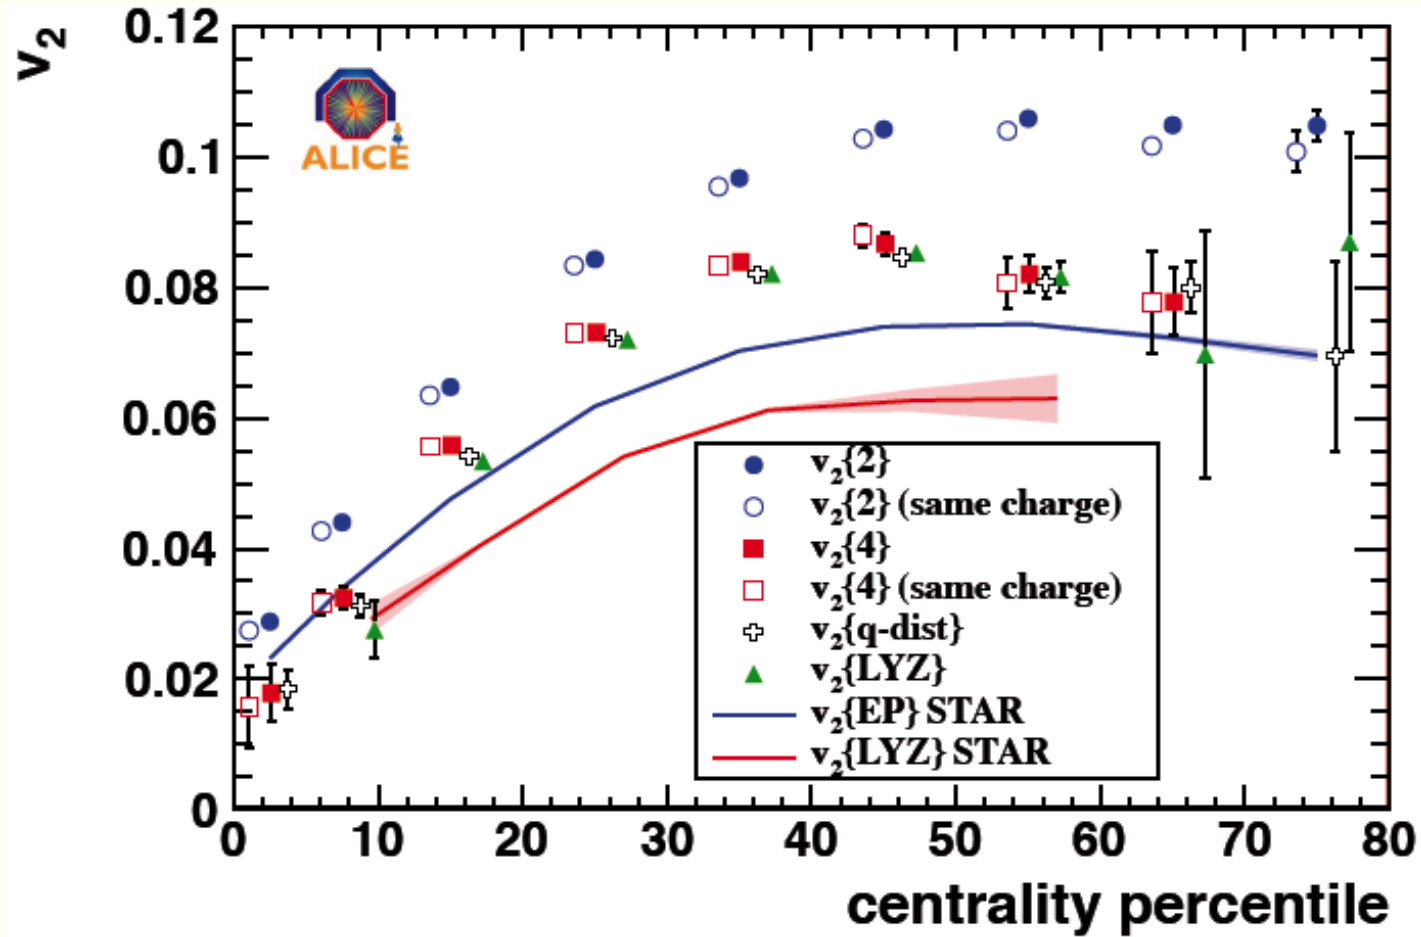 v2
0.12
0.1
0.08
0.06
0.04
0.02
0
ALICE
v2{2}
v2{2} (same charge)
v2{4}
v2{4} (same charge)
v2{q-dist}
v2{LYZ}
v2{EP} STAR
v2{LYZ} STAR
0 10 20 30 40 50 60 70 80
centrality percentile